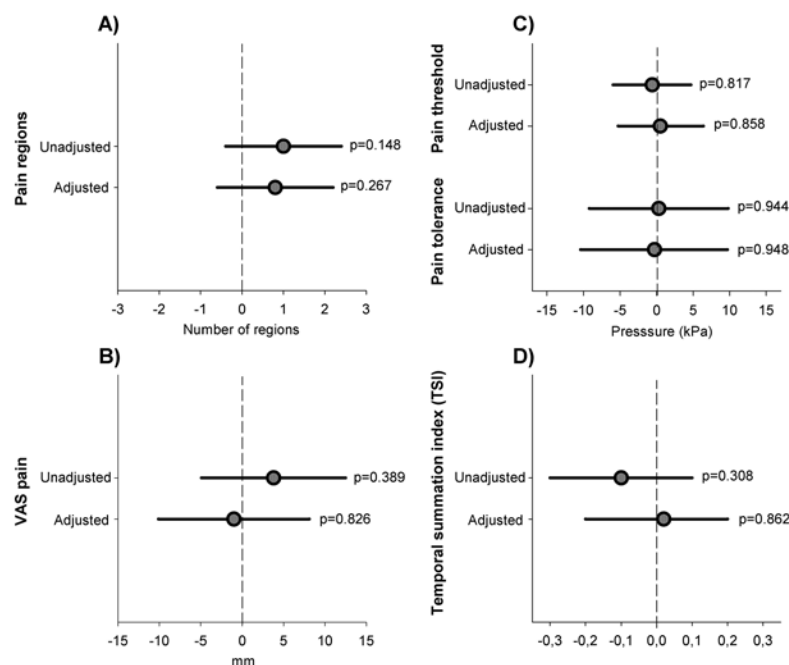 A)
Pain regions
Unadjusted
p=0.148
Adjusted
p=0.267
-3 -2 -1 0 1 2 3
Number of regions
B)
VAS pain
Unadjusted
p=0.389
Adjusted
p=0.826
-15 -10 -5 0 5 10 15
mm
C)
Pain threshold
Unadjusted
p=0.817
Adjusted
p=0.858
Pain tolerance
Unadjusted
p=0.944
Adjusted
p=0.948
-15 -10 -5 0 5 10 15
Presssure (kPa)
D)
Temporal summation index (TSI)
Unadjusted
p=0.308
Adjusted
p=0.862
-0,3 -0,2 -0,1 0,0 0,1 0,2 0,3